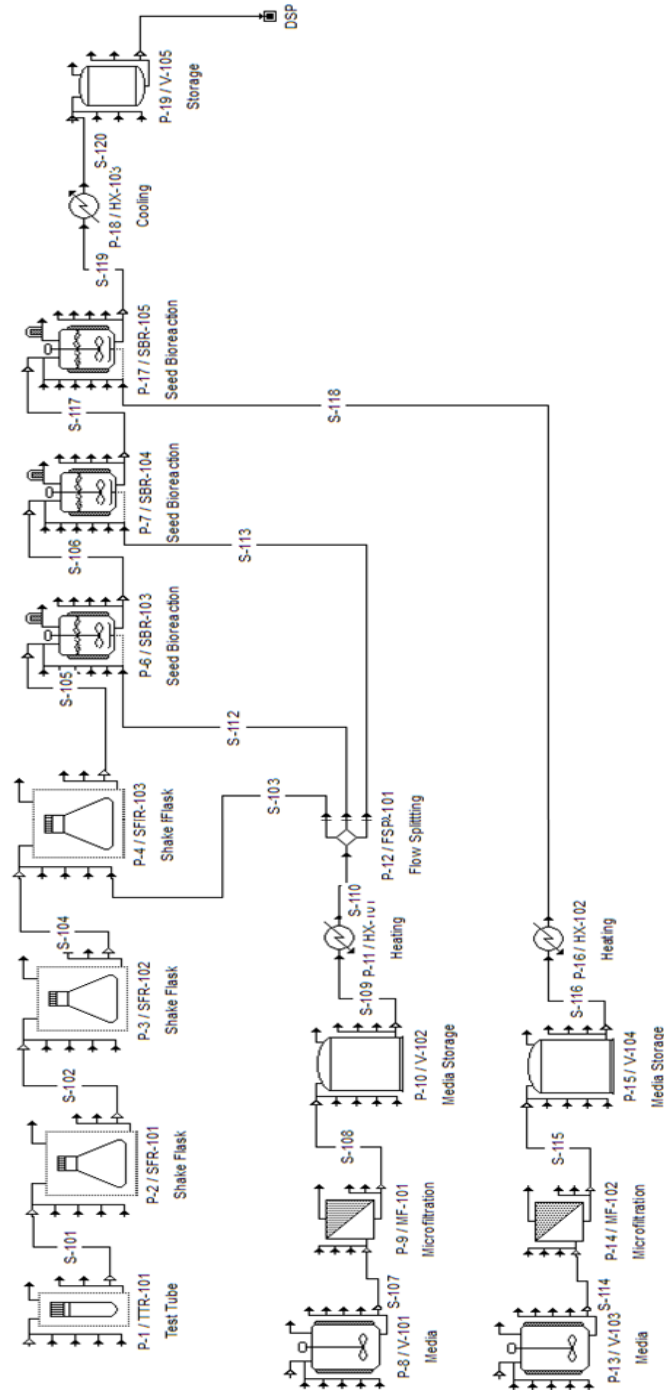 S-101
P-1 / TTR-101
Test Tube
S-102
P-2 / SFR-101
Shake Flask
S-104
P-3 / SFR-102
Shake Flask
S-105
P-4 / SFR-103
Shake fFlask
S-103
S-106
P-6 / SBR-103
Seed Bioreaction
S-112
S-117
P-7 / SBR-104
Seed Bioreaction
S-113
P-17 / SBR-105
Seed Bioreaction
S-118
S-119
P-18 / HX-103
Cooling
S-120
P-19 / V-105
Storage
DSP
P-8 / V-101
Media
S-107
P-9 / MF-101
Microfiltration
S-108
P-10 / V-102
Media Storage
S-109
P-11 / HX-101
Heating
S-110
P-12 / FSP-101
Flow Splittting
P-13 / V-103
Media
S-114
P-14 / MF-102
Microfiltration
S-115
P-15 / V-104
Media Storage
S-116
P-16 / HX-102
Heating